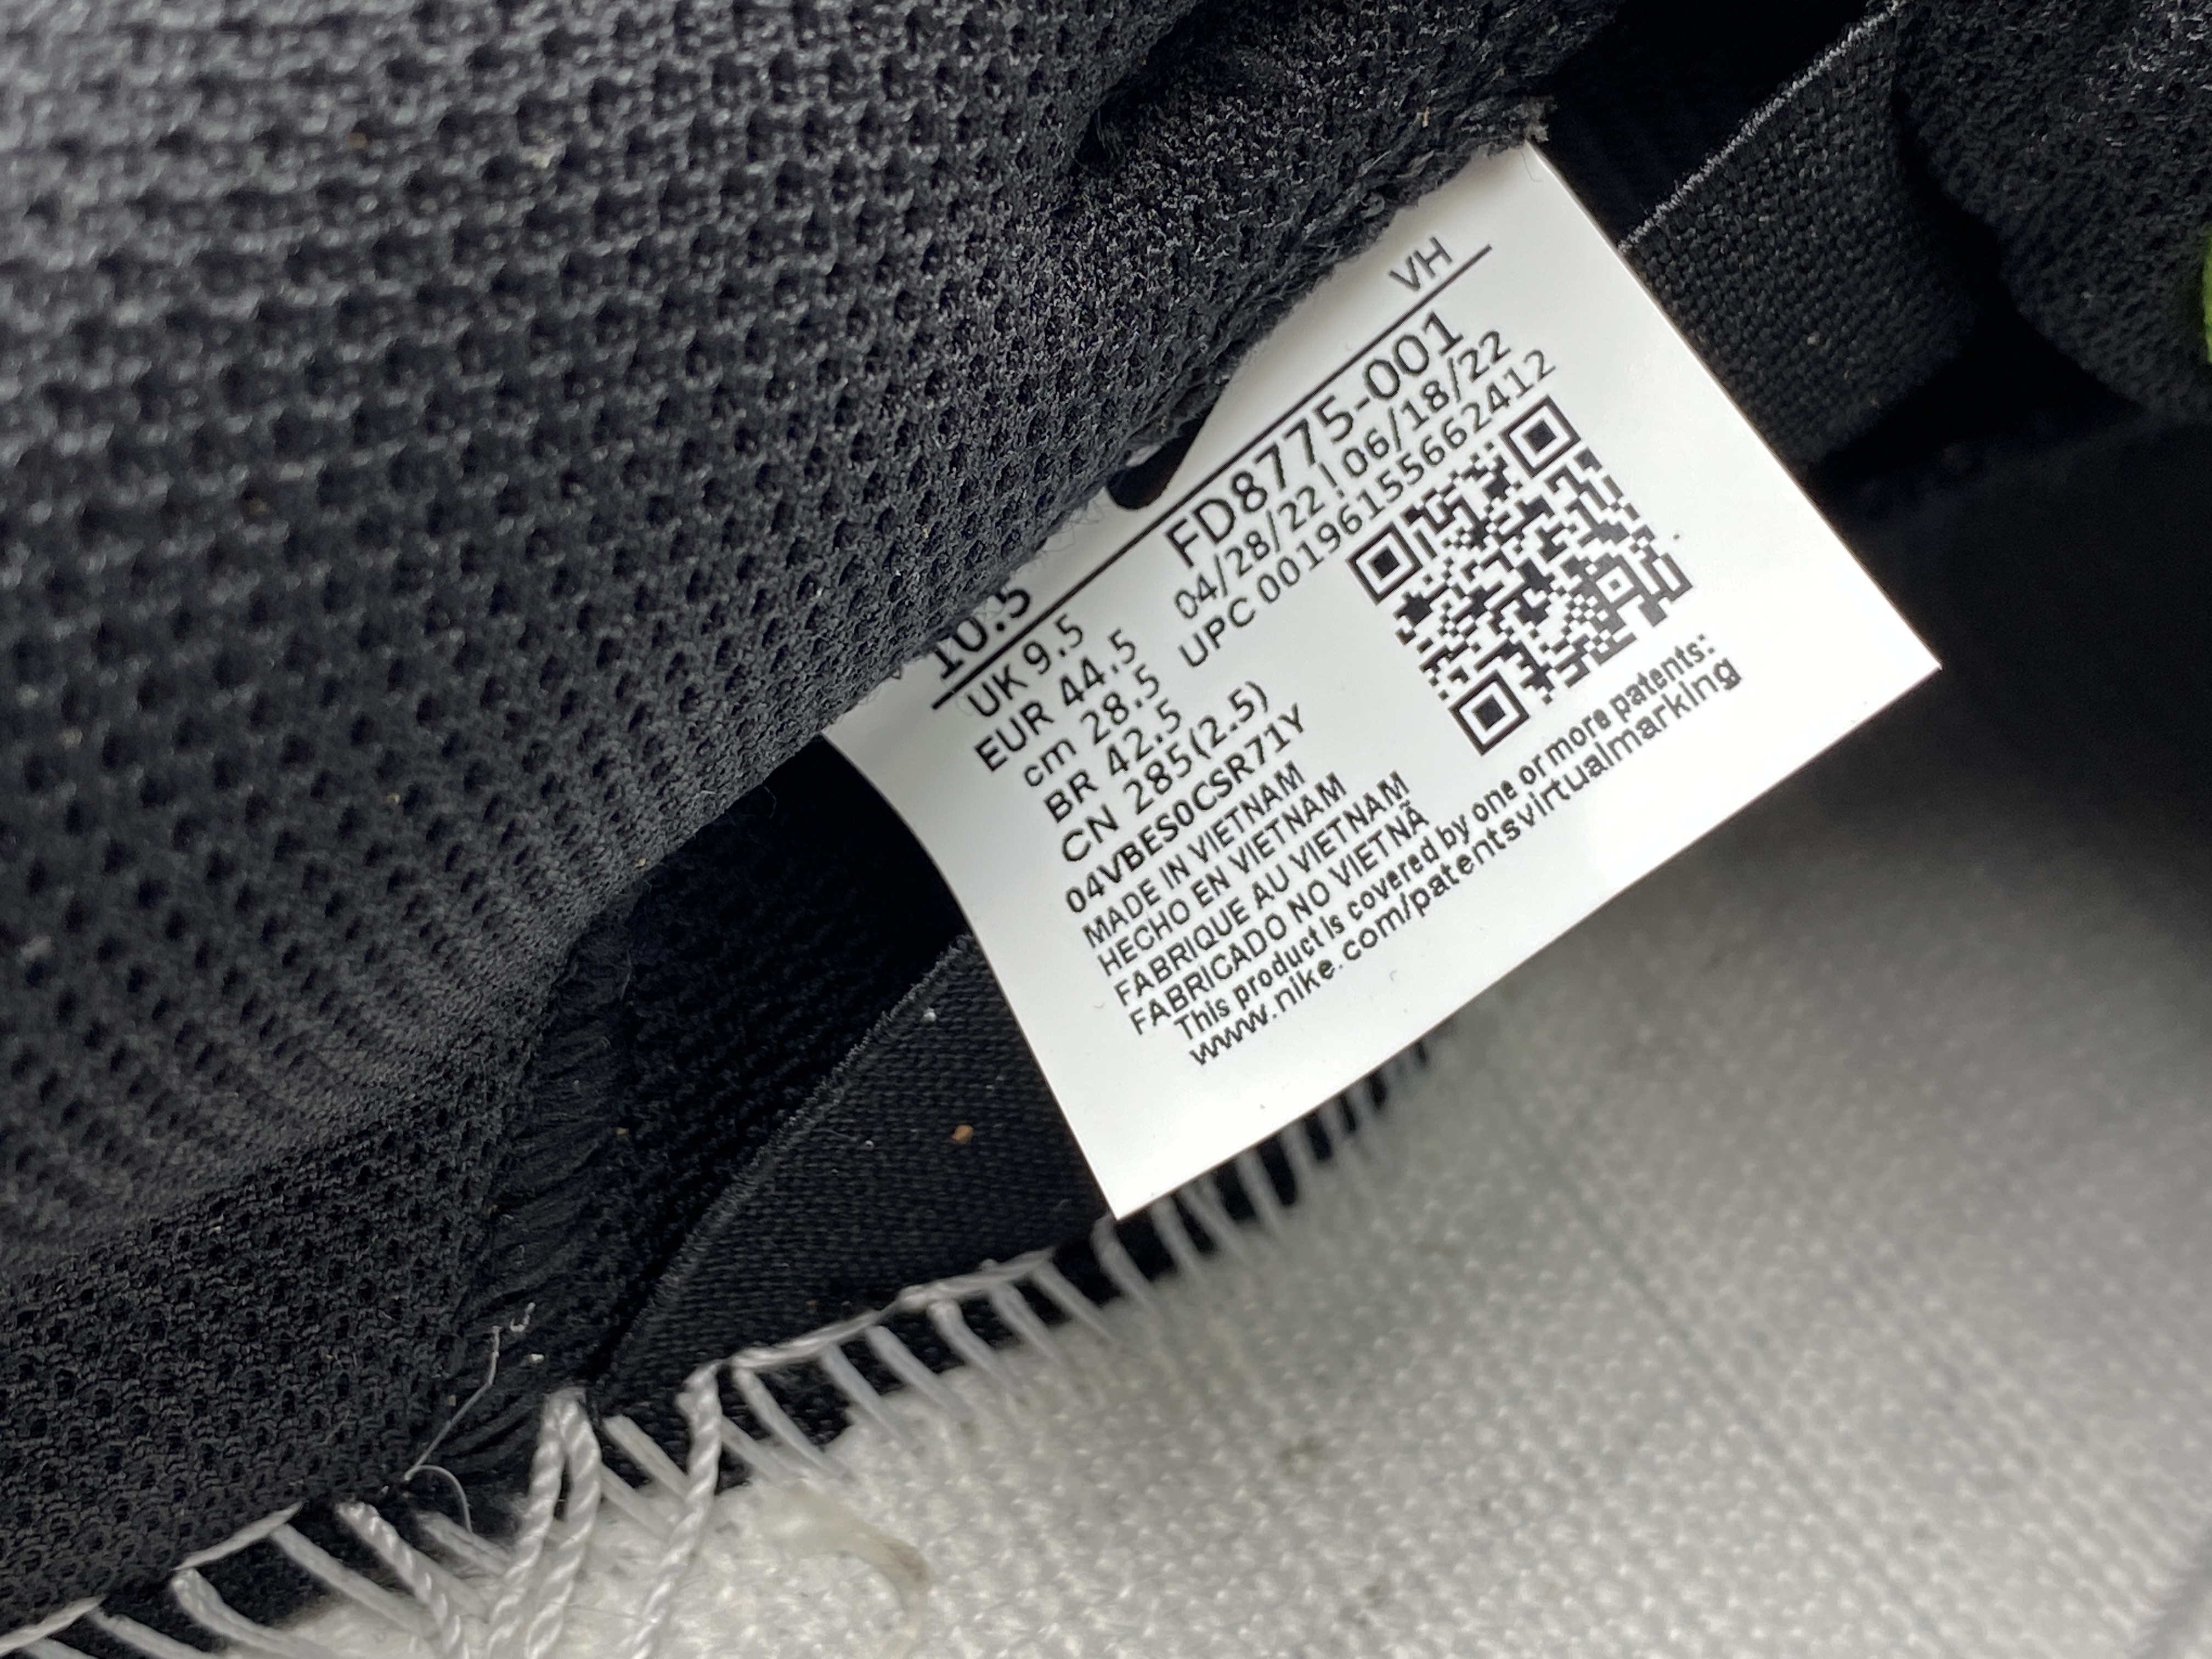 VH
10.5
FD8775-001
UK 9.5
04/28/22 | 06/18/22
EUR 44.5
UPC 00196155662412
cm 28.5
BR 42.5
CN 285(2.5)
04VBES0CSR71Y
MADE IN VIETNAM
HECHO EN VIETNAM
FABRIQUE AU VIETNAM
FABRICADO NO VIETNÃ
This product is covered by one or more patents:
www.nike.com/patentsvirtualmarking